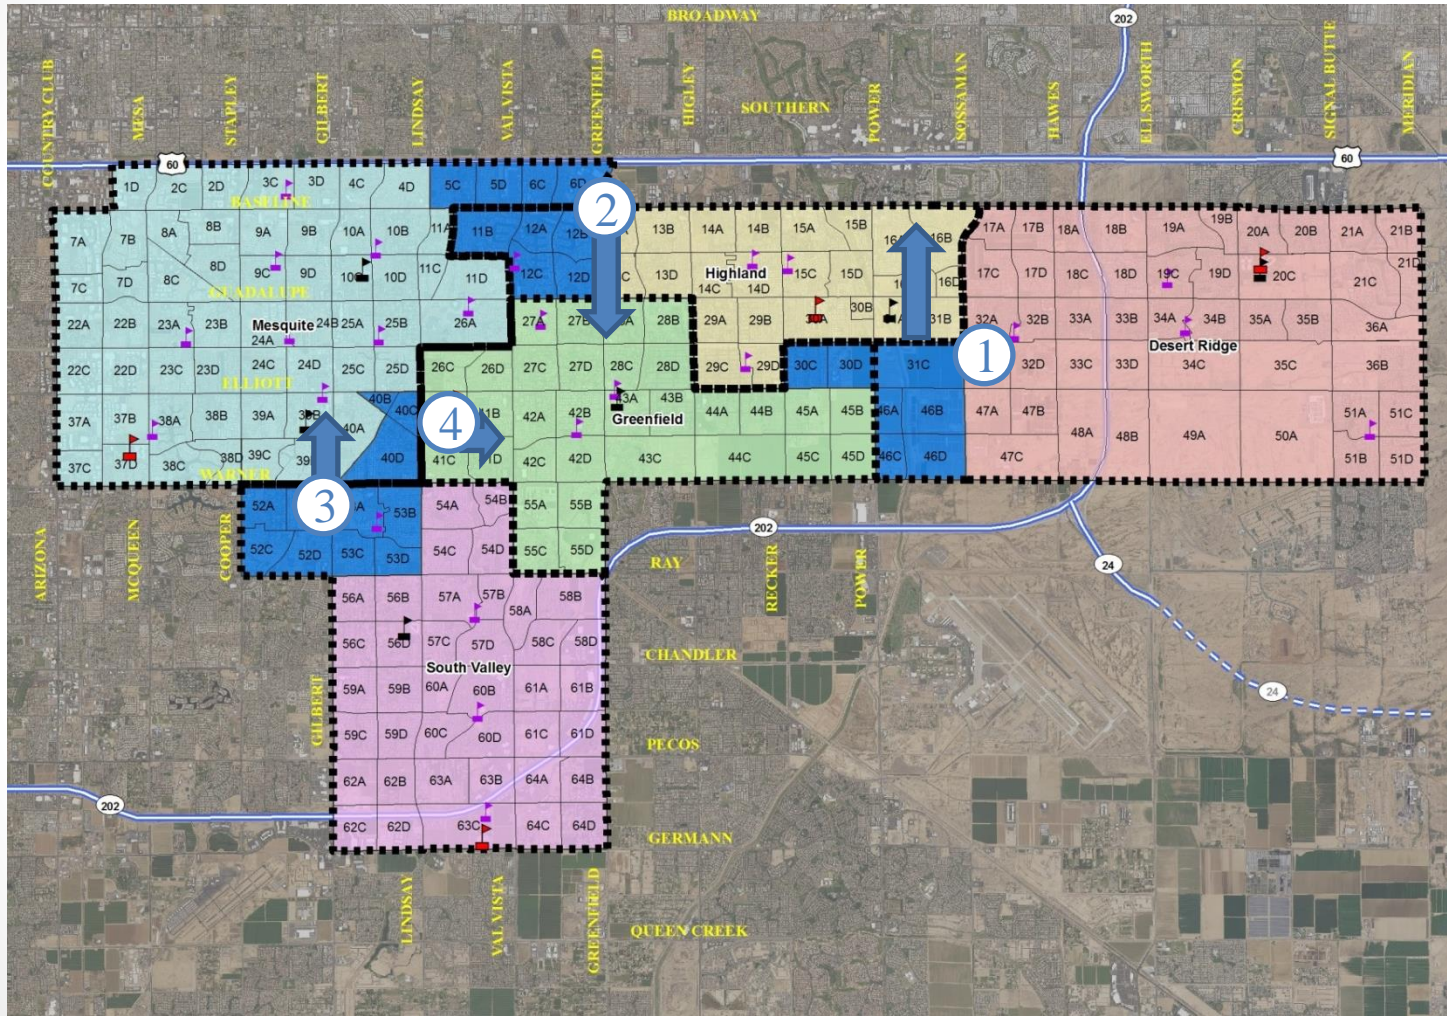 BROADWAY
202
COUNTRY CLUB
MESA
STAPLEY
GILBERT
LINDSAY
VAL VISTA
GREENFIELD
HIGLEY
SOUTHERN
POWER
SOSSAMAN
HAWES
ELLSWORTH
CRISMON
SIGNAL BUTTE
MERIDIAN
60
60
1D 2C 2D 3C 3D 4C 4D 5C 5D 6C 6D
BASELINE
2
7A 7B 8A 8B 9A 9B 10A 10B 11A 11B 12A 12B 13B 14A 14B 15A 15B 16B 17A 17B 18A 18B 19A 19B 20A 20B 21A 21B
7C 7D 8C 8D 9C 9D 10D 11C 11D 12C 12D 13D 14C 14D 15C 15D 16D 17C 17D 18C 18D 19C 19D 20C 21C 21D
Highland
GUADALUPE
22A 22B 23A 23B 24A 24B 25A 25B 26A 27A 28B 29A 29B 30B 31B 32A 32B 33A 33B 34A 34B 35A 35B 36A
Mesquite
Desert Ridge
1
22C 22D 23C 23D 24C 24D 25C 25D 26C 26D 27C 27D 28C 28D 29C 29D 30C 30D 31C 32D 33C 33D 34C 35C 36B
ELLIOTT
37A 37B 38A 38B 39A 40A 40B 40C 42A 42B 43A 43B 44A 44B 45A 45B 46A 46B 47A 47B 48A 48B 49A 50A 51A 51C
Greenfield
4
37C 37D 38C 38D 39C 40D 41C 42C 42D 43C 44C 45C 45D 46C 46D 47C 51B 51D
WARNER
3
52A 53B 54A 54B 55A 55B
52C 52D 53C 53D 54C 54D 55C 55D
ARIZONA
MCQUEEN
COOPER
202
RAY
RECKER
POWER
24
56A 56B 57A 57B 58A 58B
56C 56D 57C 57D 58C 58D
South Valley
CHANDLER
59A 59B 60A 60B 61A 61B
24
GILBERT
59C 59D 60C 60D 61C 61D
PECOS
62A 62B 63A 63B 64A 64B
202
62C 62D 63C 64C 64D
GERMANN
LINDSAY
VAL VISTA
GREENFIELD
QUEEN CREEK